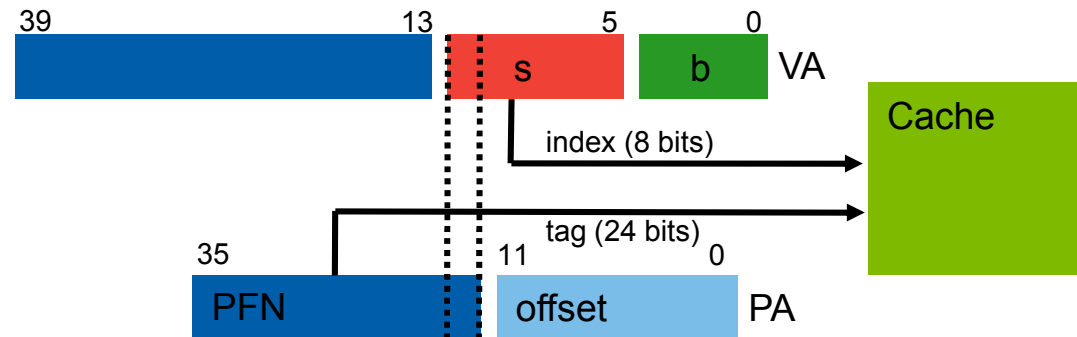 39 13 5 0
s b VA
Cache
index (8 bits)
tag (24 bits)
35 11 0
PFN offset PA